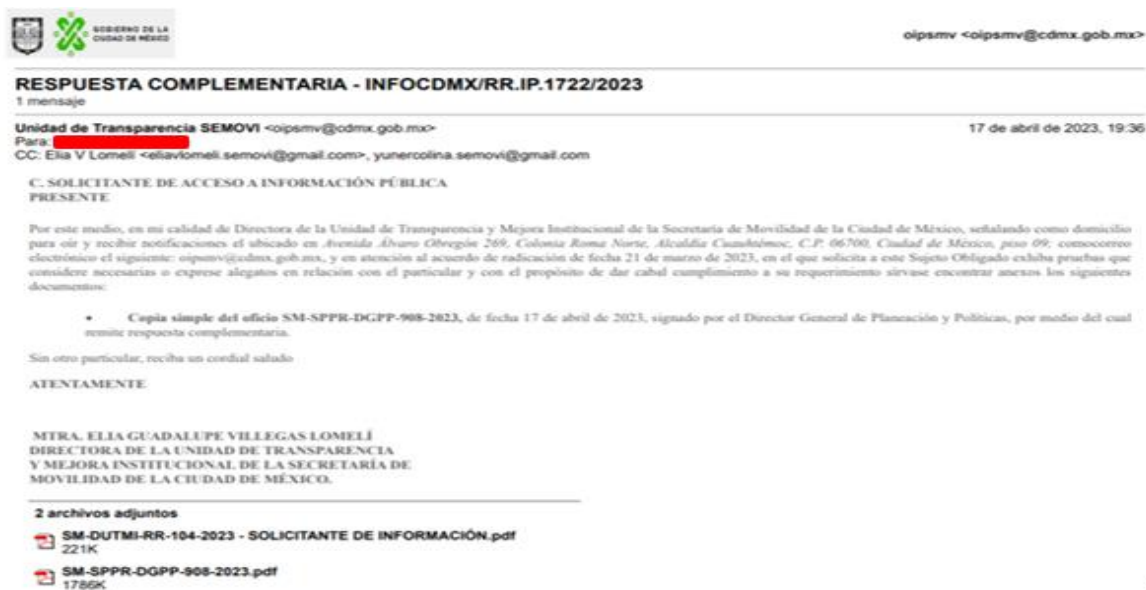 GOBIERNO DE LA
CIUDAD DE MÉXICO
oipsmv <oipsmv@cdmx.gob.mx>
RESPUESTA COMPLEMENTARIA - INFOCDMX/RR.IP.1722/2023
1 mensaje
Unidad de Transparencia SEMOVI <oipsmv@cdmx.gob.mx>
17 de abril de 2023, 19:36
Para:
CC: Elia V Lomeli <eliavlomeli.semovi@gmail.com>, yunercolina.semovi@gmail.com
C. SOLICITANTE DE ACCESO A INFORMACIÓN PÚBLICA
PRESENTE
Por este medio, en mi calidad de Directora de la Unidad de Transparencia y Mejora Institucional de la Secretaría de Movilidad de la Ciudad de México, señalando como domicilio
para oír y recibir notificaciones el ubicado en Avenida Álvaro Obregón 269, Colonia Roma Norte, Alcaldía Cuauhtémoc, C.P. 06700, Ciudad de México, piso 09; comocorreo
electrónico el siguiente: oipsmv@cdmx.gob.mx, y en atención al acuerdo de radicación de fecha 21 de marzo de 2023, en el que solicita a este Sujeto Obligado exhiba pruebas que
considere necesarias o exprese alegatos en relación con el particular y con el propósito de dar cabal cumplimiento a su requerimiento sírvase encontrar anexos los siguientes
documentos:
• Copia simple del oficio SM-SPPR-DGPP-908-2023, de fecha 17 de abril de 2023, signado por el Director General de Planeación y Políticas, por medio del cual
remite respuesta complementaria.
Sin otro particular, reciba un cordial saludo
ATENTAMENTE
MTRA. ELIA GUADALUPE VILLEGAS LOMELÍ
DIRECTORA DE LA UNIDAD DE TRANSPARENCIA
Y MEJORA INSTITUCIONAL DE LA SECRETARÍA DE
MOVILIDAD DE LA CIUDAD DE MÉXICO.
2 archivos adjuntos
SM-DUTMI-RR-104-2023 - SOLICITANTE DE INFORMACIÓN.pdf
221K
SM-SPPR-DGPP-908-2023.pdf
1786K